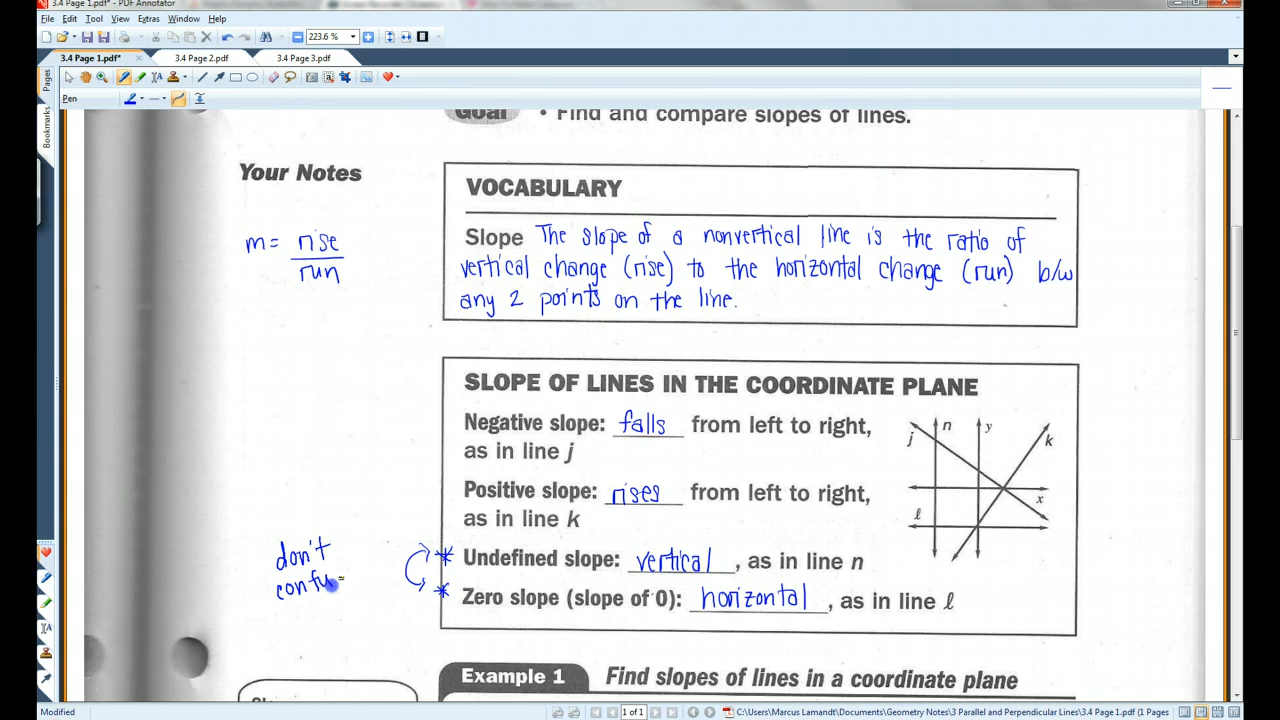 3.4 Page 1.pdf* - PDF Annotator
File Edit Tool View Extras Window Help
223.6 %
3.4 Page 1.pdf* 3.4 Page 2.pdf 3.4 Page 3.pdf
Pen
Pages
Bookmarks
Goal • Find and compare slopes of lines.
Your Notes
m = rise
run
VOCABULARY
Slope The slope of a nonvertical line is the ratio of
vertical change (rise) to the horizontal change (run) b/w
any 2 points on the line.
SLOPE OF LINES IN THE COORDINATE PLANE
Negative slope: falls from left to right,
as in line j
Positive slope: rises from left to right,
as in line k
* Undefined slope: vertical, as in line n
* Zero slope (slope of 0): horizontal, as in line ℓ
j n y k
x
ℓ
don't
confu
Example 1 Find slopes of lines in a coordinate plane
Modified
1 of 1
C:\Users\Marcus Lamandt\Documents\Geometry Notes\3 Parallel and Perpendicular Lines\3.4 Page 1.pdf (1 Pages